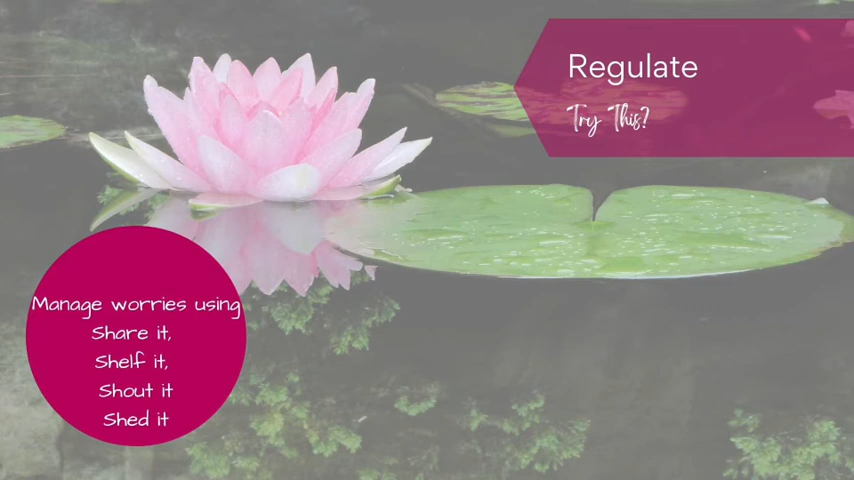 Regulate
Try This?
Manage worries using
Share it,
Shelf it,
Shout it
Shed it